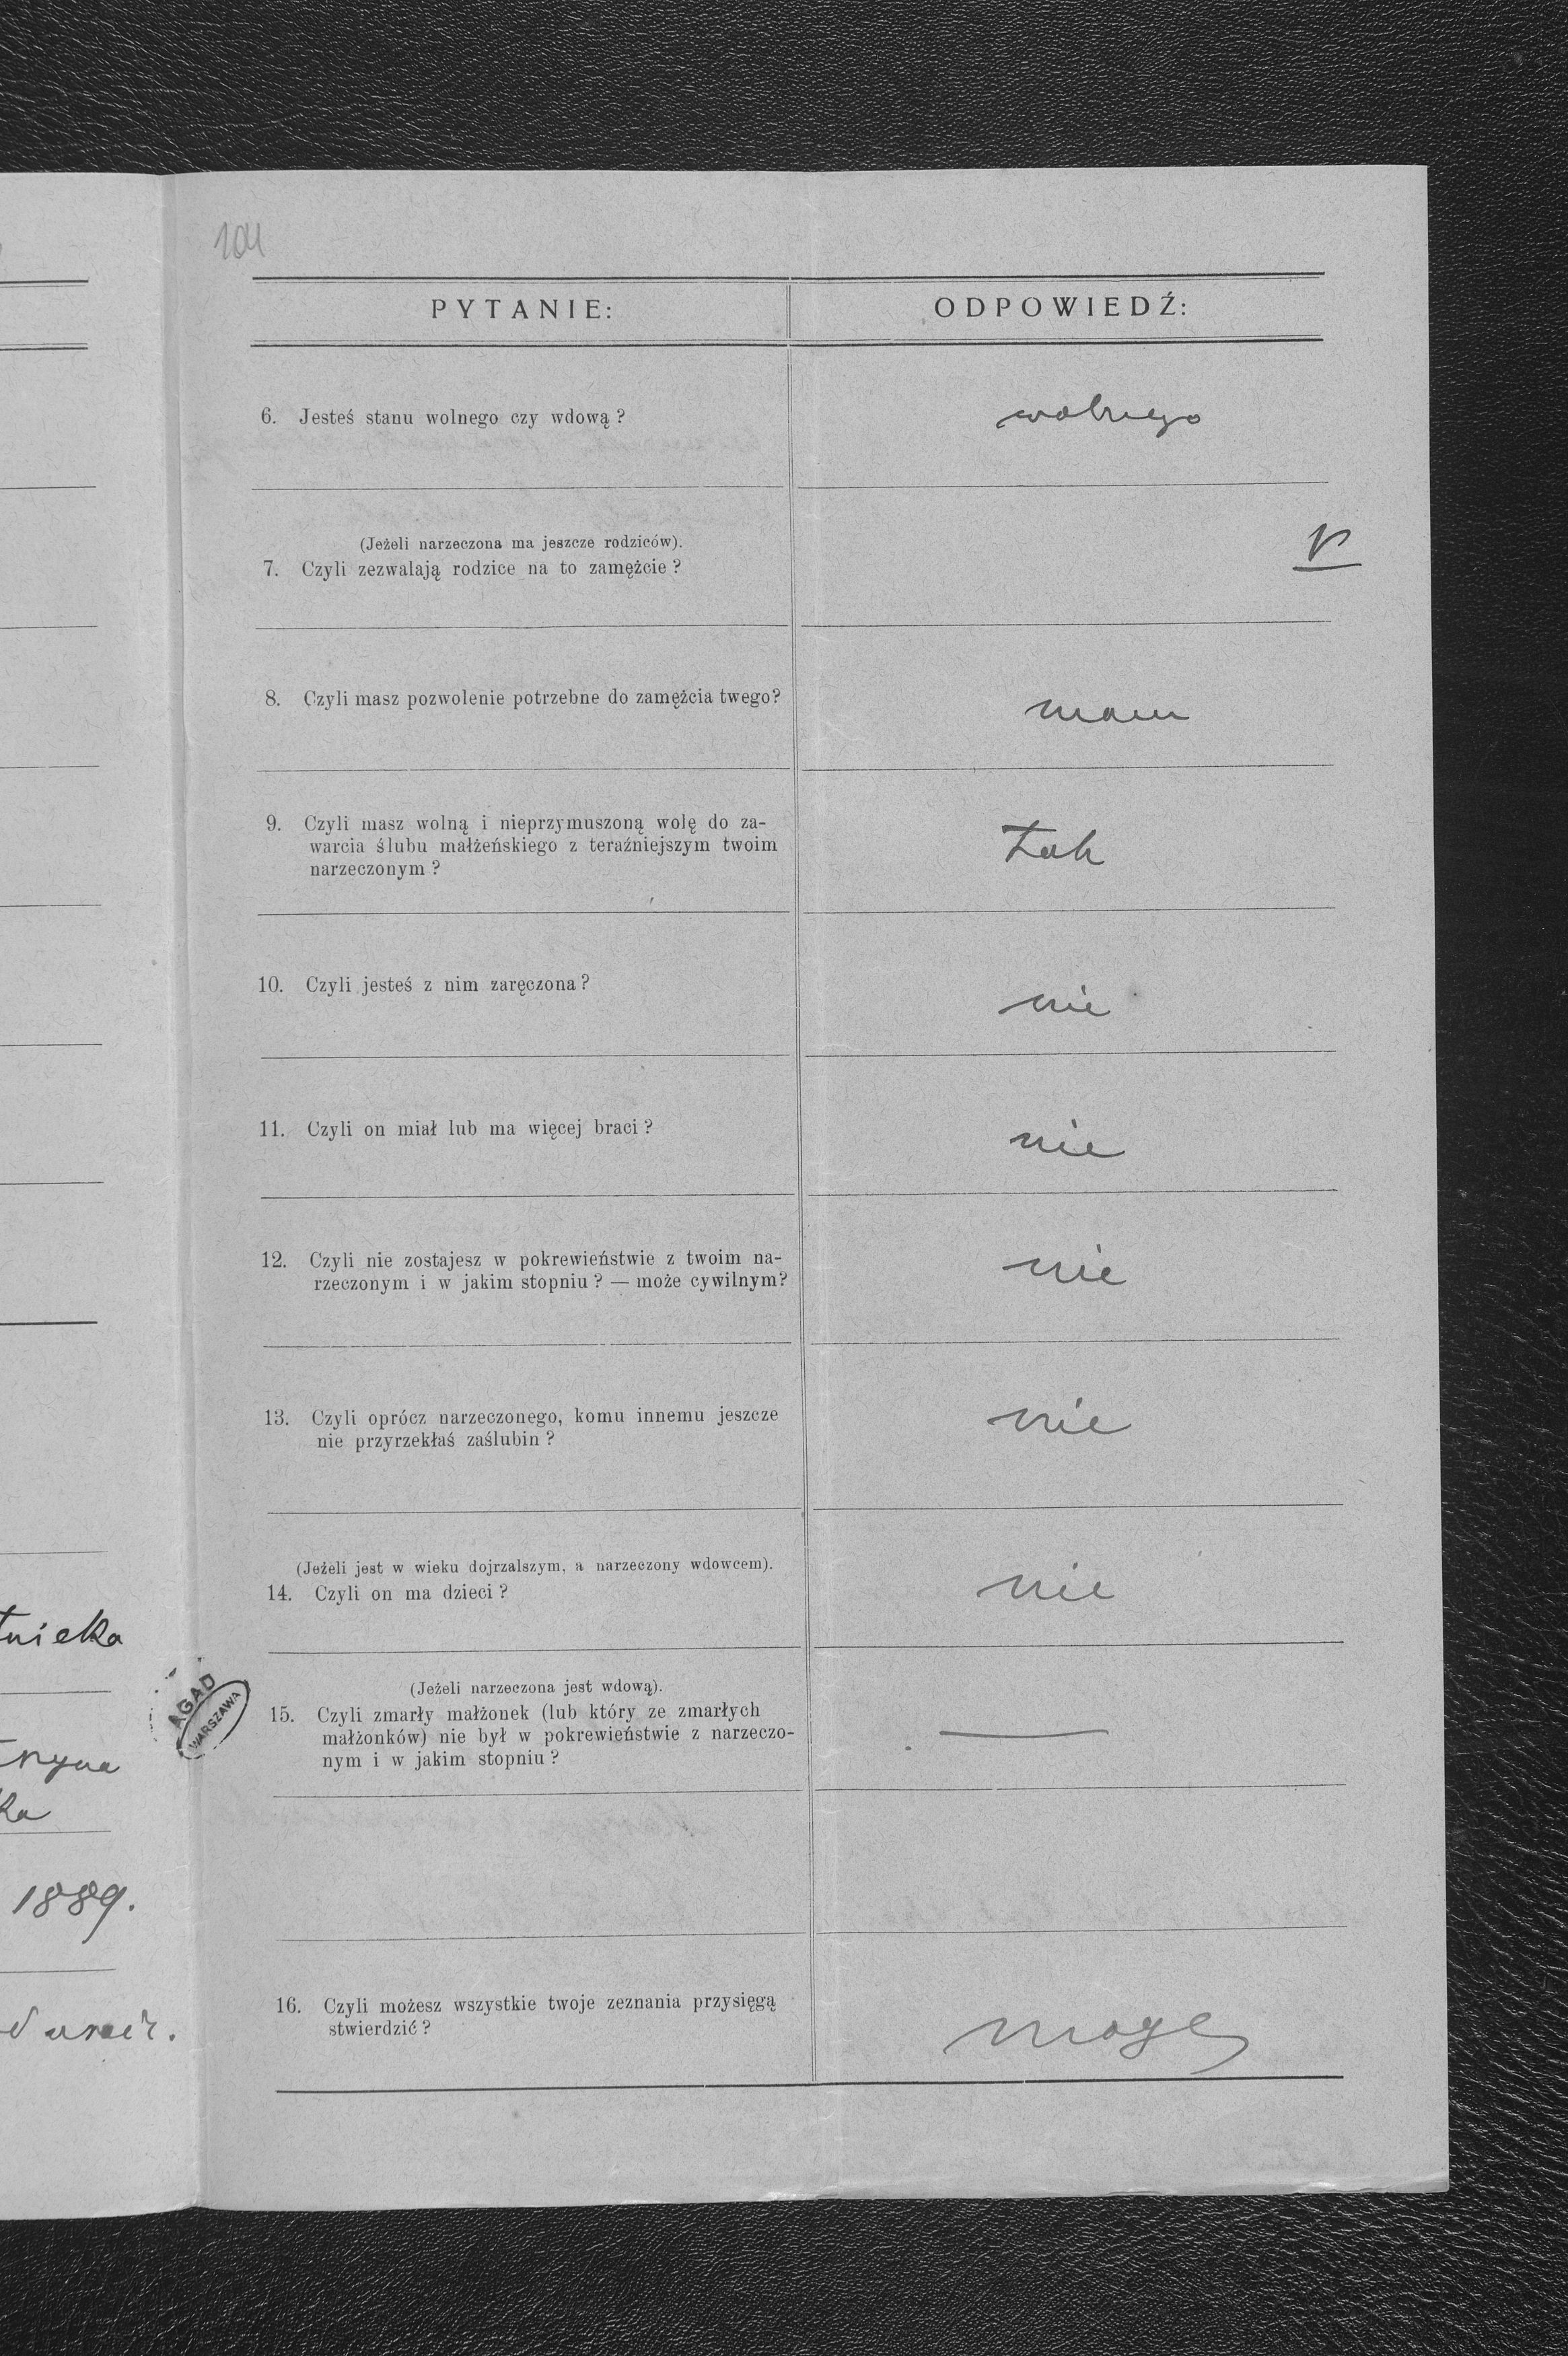 104
PYTANIE:
ODPOWIEDŹ:
6. Jesteś stanu wolnego czy wdową ?
wolnego
(Jeżeli narzeczona ma jeszcze rodziców).
7. Czyli zezwalają rodzice na to zamężcie ?
8. Czyli masz pozwolenie potrzebne do zamężcia twego?
mam
9. Czyli masz wolną i nieprzymuszoną wolę do za-
warcia ślubu małżeńskiego z teraźniejszym twoim
narzeczonym ?
Tak
10. Czyli jesteś z nim zaręczona ?
nie
11. Czyli on miał lub ma więcej braci ?
nie
12. Czyli nie zostajesz w pokrewieństwie z twoim na-
rzeczonym i w jakim stopniu ? — może cywilnym?
nie
13. Czyli oprócz narzeczonego, komu innemu jeszcze
nie przyrzekłaś zaślubin ?
nie
(Jeżeli jest w wieku dojrzalszym, a narzeczony wdowcem).
14. Czyli on ma dzieci ?
nie
(Jeżeli narzeczona jest wdową).
15. Czyli zmarły małżonek (lub który ze zmarłych
małżonków) nie był w pokrewieństwie z narzeczo-
nym i w jakim stopniu ?
—
16. Czyli możesz wszystkie twoje zeznania przysięgą
stwierdzić ?
mogę
AGAD
WARSZAWA
1889.